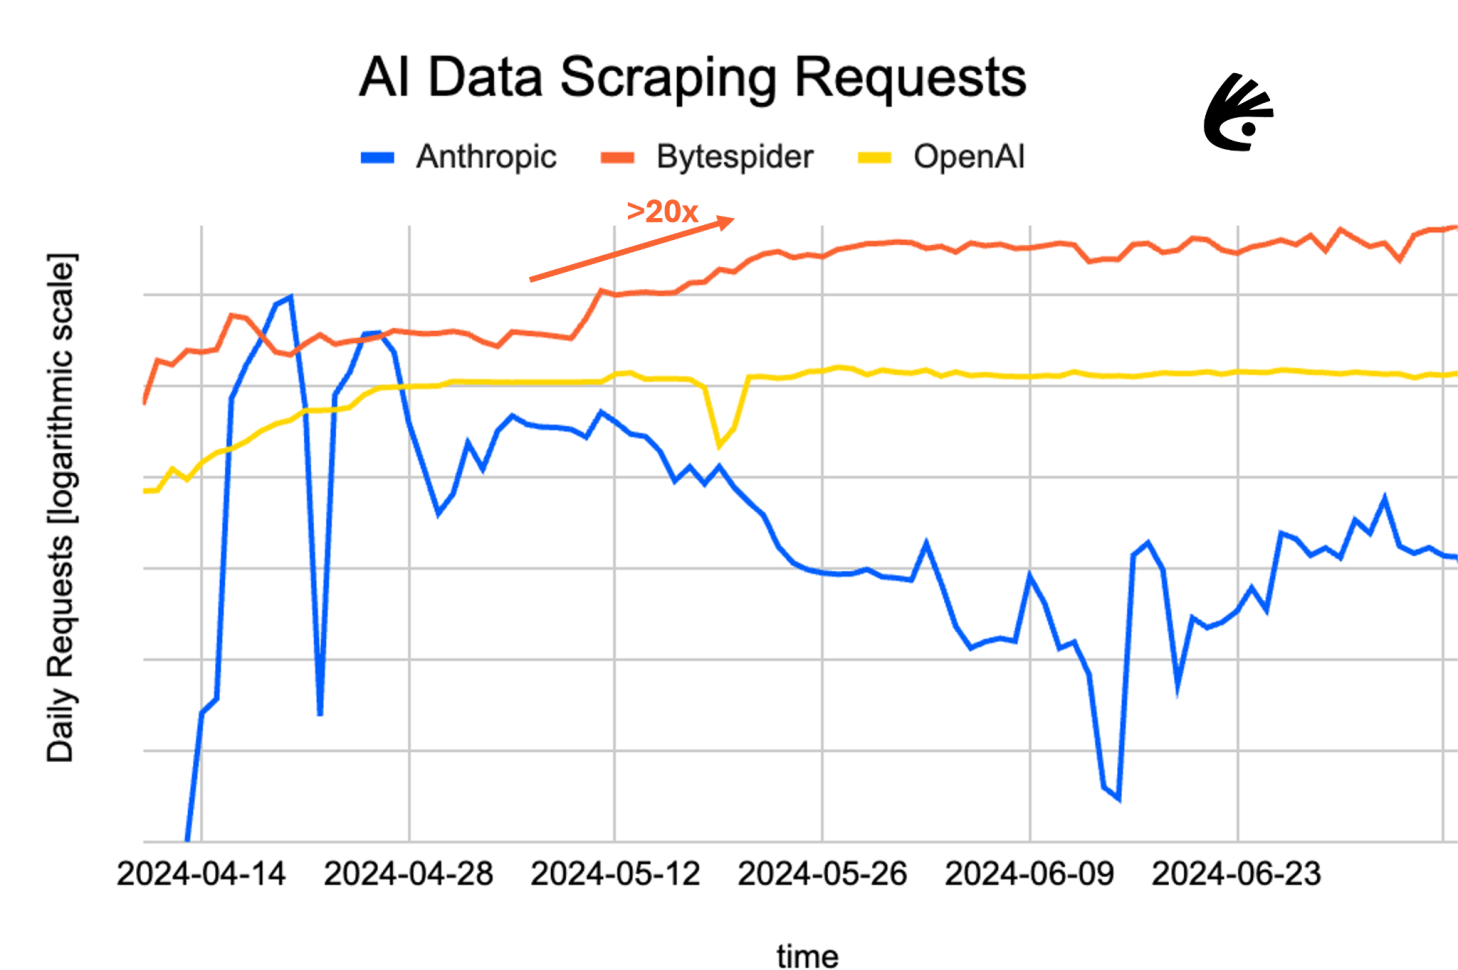 AI Data Scraping Requests
Anthropic Bytespider OpenAI
>20x
Daily Requests [logarithmic scale]
2024-04-14 2024-04-28 2024-05-12 2024-05-26 2024-06-09 2024-06-23
time